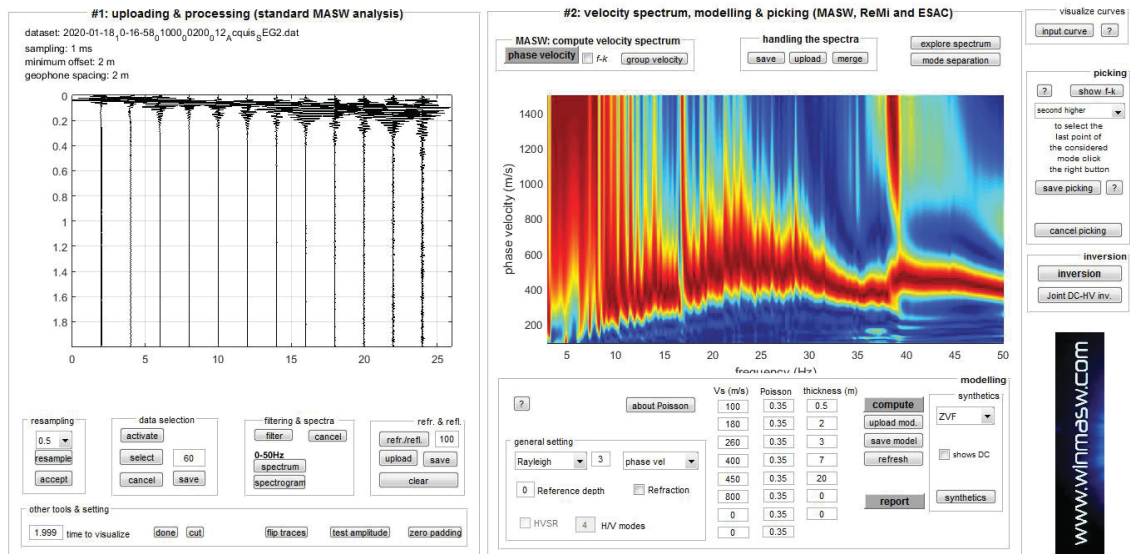 #1: uploading & processing (standard MASW analysis)
dataset: 2020-01-18_10-16-58_01000_0200_012_Acquis_SEG2.dat
sampling: 1 ms
minimum offset: 2 m
geophone spacing: 2 m
0
0.2
0.4
0.6
0.8
1
1.2
1.4
1.6
1.8
0 5 10 15 20 25
resampling
0.5
resample
accept
data selection
activate
select 60
cancel save
filtering & spectra
filter cancel
0-50Hz
spectrum
spectrogram
refr. & refl.
refr./refl. 100
upload save
clear
other tools & setting
1.999 time to visualize done cut flip traces test amplitude zero padding
#2: velocity spectrum, modelling & picking (MASW, ReMi and ESAC)
MASW: compute velocity spectrum
phase velocity f-k group velocity
handling the spectra
save upload merge
explore spectrum
mode separation
phase velocity (m/s)
1400
1200
1000
800
600
400
200
5 10 15 20 25 30 35 40 45 50
frequency (Hz)
? about Poisson
general setting
Rayleigh 3 phase vel
0 Reference depth Refraction
HVSR 4 H/V modes
Vs (m/s) Poisson thickness (m)
100 0.35 0.5
180 0.35 2
260 0.35 3
400 0.35 7
450 0.35 20
800 0.35 0
0 0.35 0
0 0.35
modelling
compute
upload mod.
save model
refresh
report
synthetics
ZVF
shows DC
synthetics
visualize curves
input curve ?
picking
? show f-k
second higher
to select the
last point of
the considered
mode click
the right button
save picking ?
cancel picking
inversion
inversion
Joint DC-HV inv.
www.winmasw.com